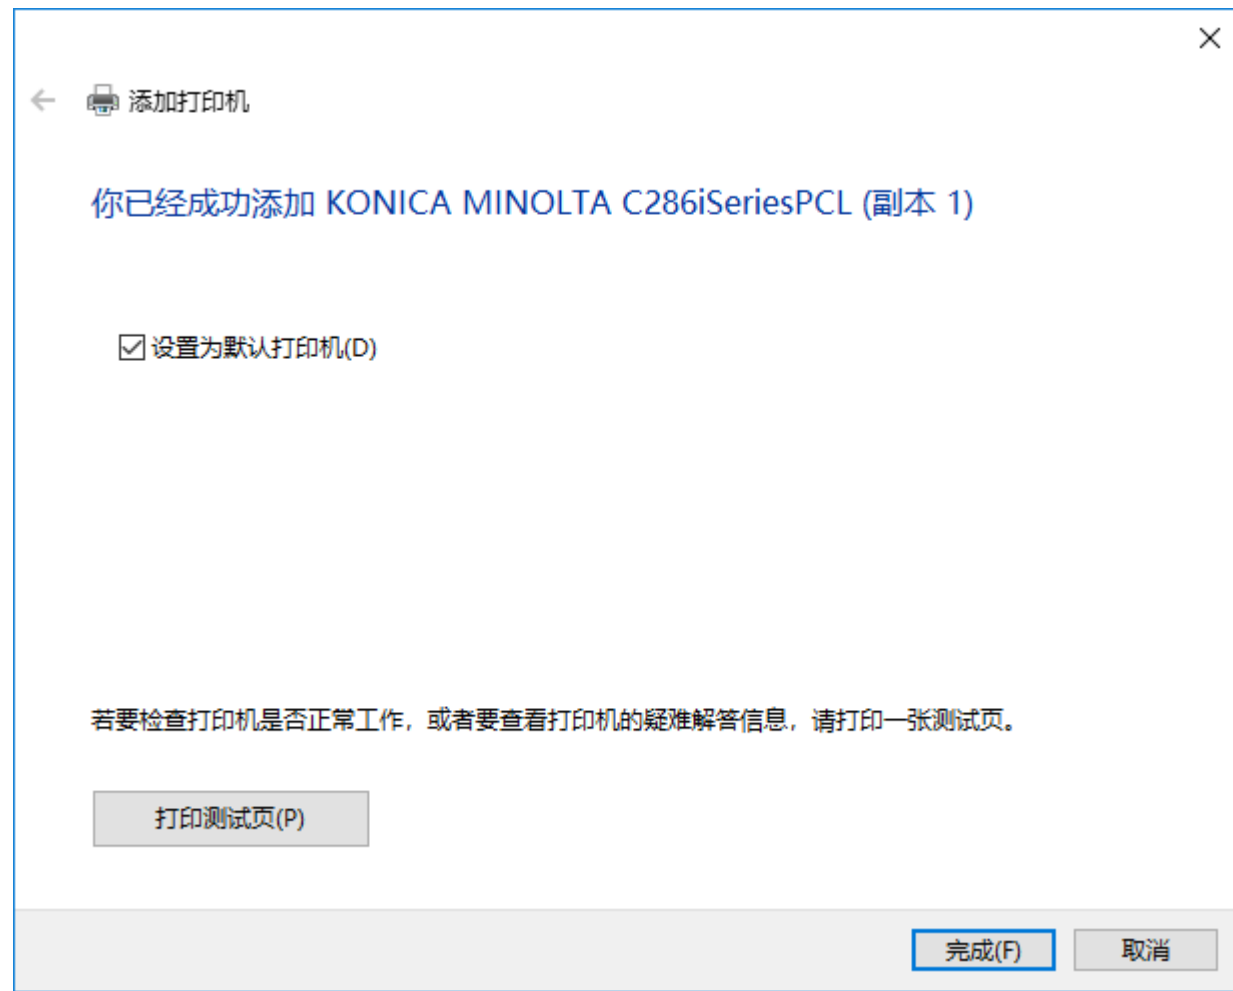 添加打印机
你已经成功添加 KONICA MINOLTA C286iSeriesPCL (副本 1)
设置为默认打印机(D)
若要检查打印机是否正常工作，或者要查看打印机的疑难解答信息，请打印一张测试页。
打印测试页(P)
完成(F) 取消